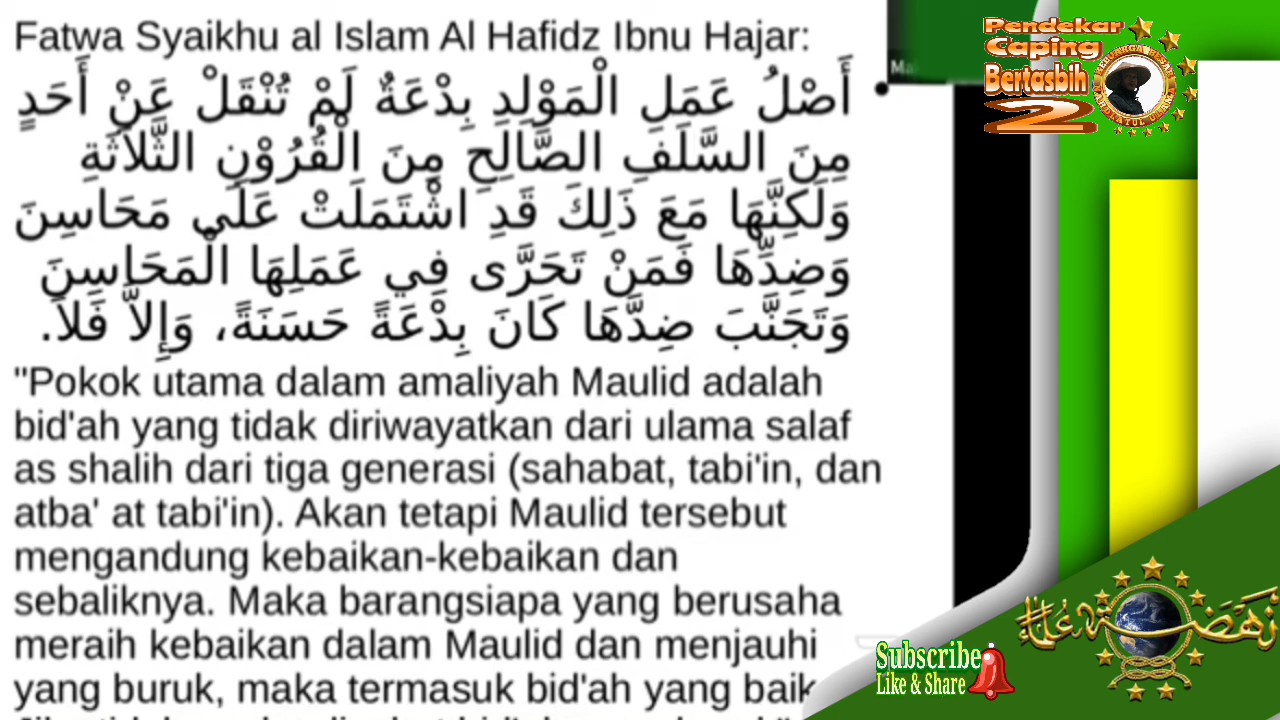 Fatwa Syaikhu al Islam Al Hafidz Ibnu Hajar:
أَصْلُ عَمَلِ الْمَوْلِدِ بِدْعَةٌ لَمْ تُنْقَلْ عَنْ أَحَدٍ
مِنَ السَّلَفِ الصَّالِحِ مِنَ الْقُرُوْنِ الثَّلاَثَةِ
وَلَكِنَّهَا مَعَ ذَلِكَ قَدِ اشْتَمَلَتْ عَلَى مَحَاسِنَ
وَضِدِّهَا فَمَنْ تَحَرَّى فِي عَمَلِهَا الْمَحَاسِنَ
وَتَجَنَّبَ ضِدَّهَا كَانَ بِدْعَةً حَسَنَةً، وَإِلاَّ فَلاَ.
"Pokok utama dalam amaliyah Maulid adalah
bid'ah yang tidak diriwayatkan dari ulama salaf
as shalih dari tiga generasi (sahabat, tabi'in, dan
atba' at tabi'in). Akan tetapi Maulid tersebut
mengandung kebaikan-kebaikan dan
sebaliknya. Maka barangsiapa yang berusaha
meraih kebaikan dalam Maulid dan menjauhi
yang buruk, maka termasuk bid'ah yang baik
Pendekar
Caping
Bertasbih
2
Subscribe
Like & Share